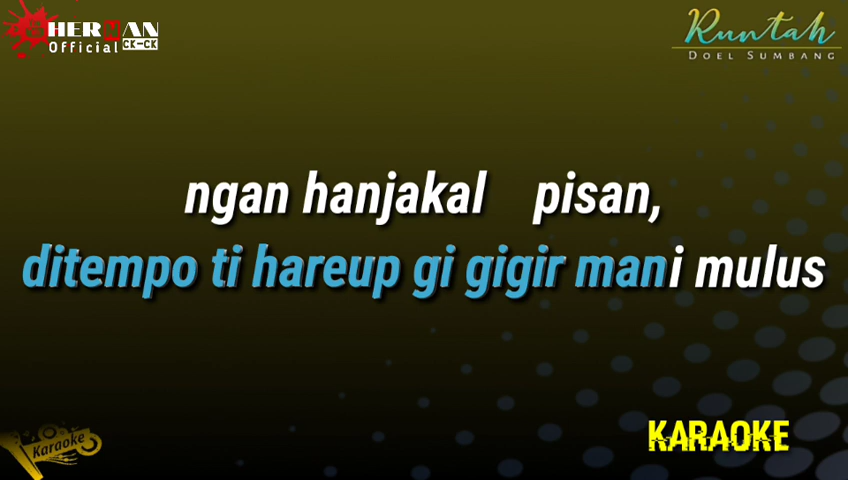 HERMAN
Official CK-CK
Runtah
DOEL SUMBANG
ngan hanjakal pisan,
ditempo ti hareup gi gigir mani mulus
Karaoke
KARAOKE